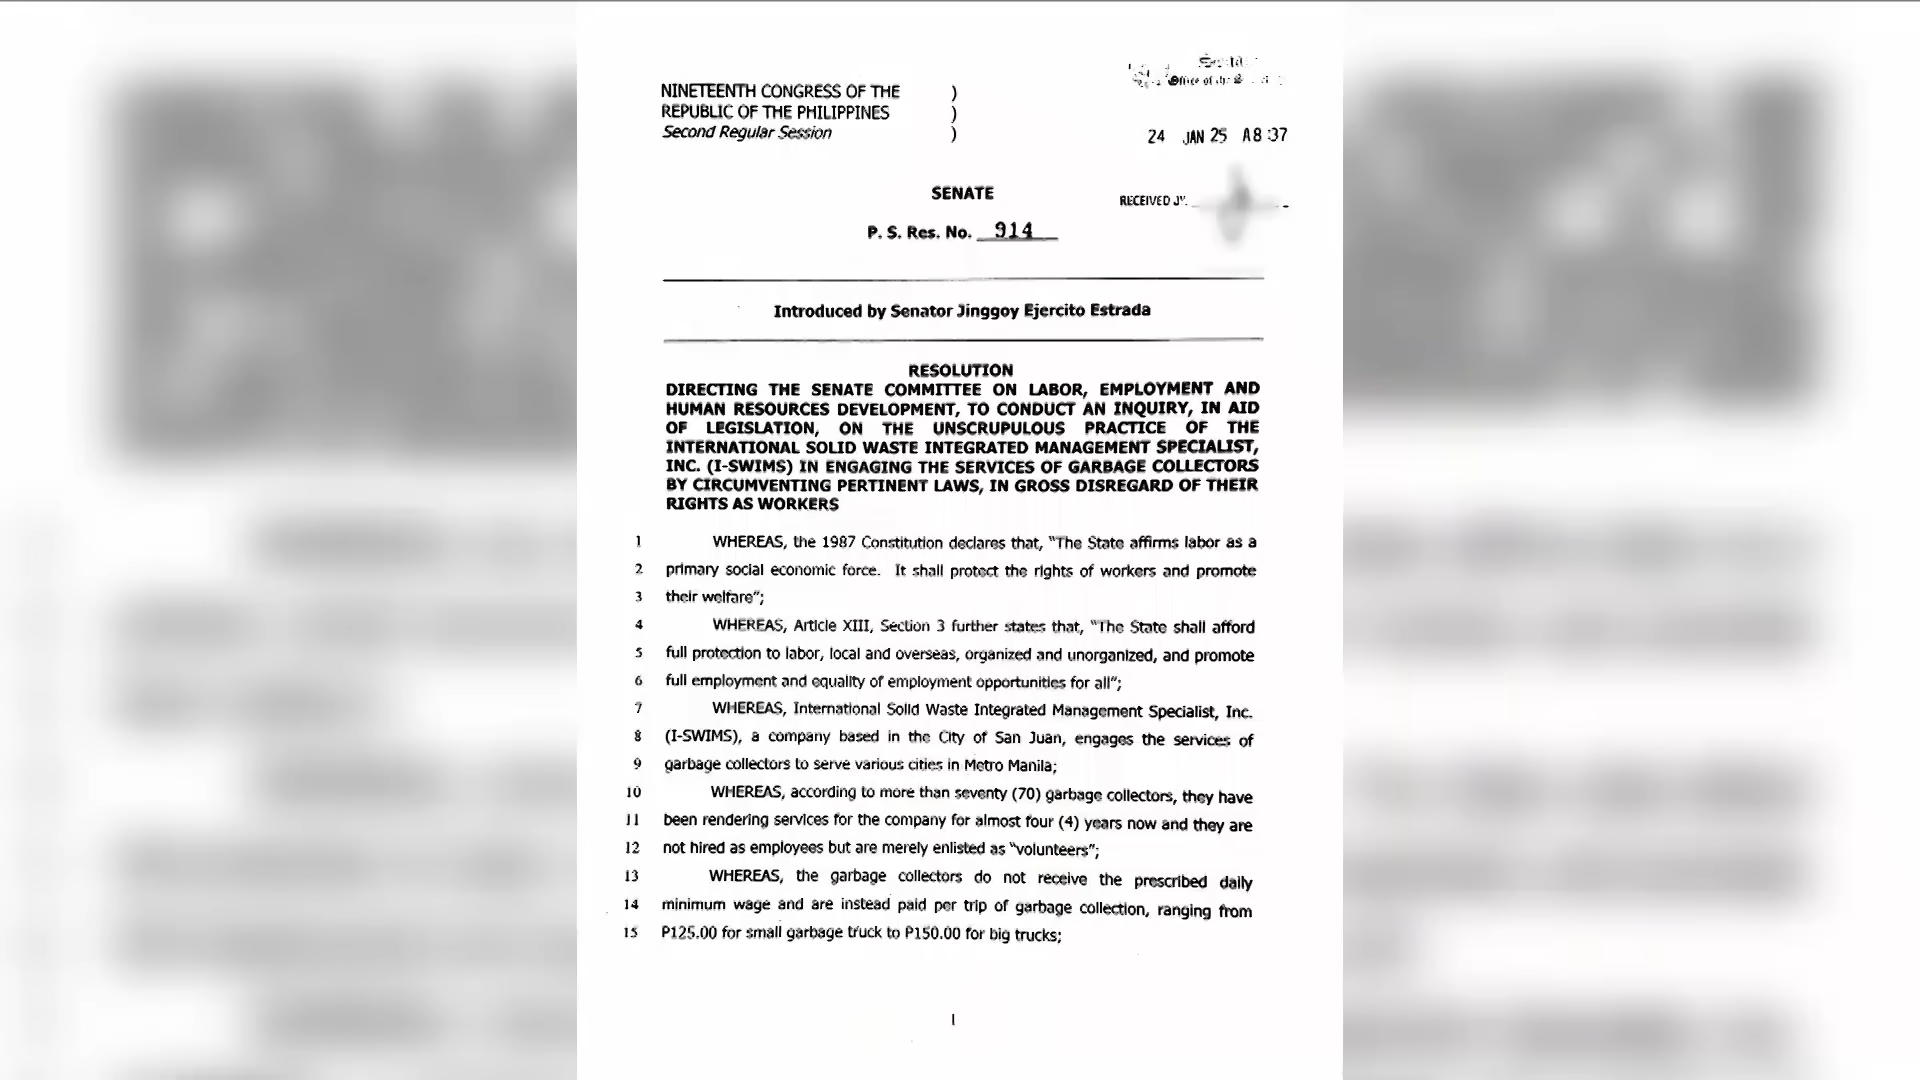 NINETEENTH CONGRESS OF THE )
REPUBLIC OF THE PHILIPPINES )
Second Regular Session )
Office of the
24 JAN 25 A8:37
SENATE
RECEIVED
P. S. Res. No. 914
Introduced by Senator Jinggoy Ejercito Estrada
RESOLUTION
DIRECTING THE SENATE COMMITTEE ON LABOR, EMPLOYMENT AND
HUMAN RESOURCES DEVELOPMENT, TO CONDUCT AN INQUIRY, IN AID
OF LEGISLATION, ON THE UNSCRUPULOUS PRACTICE OF THE
INTERNATIONAL SOLID WASTE INTEGRATED MANAGEMENT SPECIALIST,
INC. (I-SWIMS) IN ENGAGING THE SERVICES OF GARBAGE COLLECTORS
BY CIRCUMVENTING PERTINENT LAWS, IN GROSS DISREGARD OF THEIR
RIGHTS AS WORKERS
1 WHEREAS, the 1987 Constitution declares that, "The State affirms labor as a
2 primary social economic force. It shall protect the rights of workers and promote
3 their welfare";
4 WHEREAS, Article XIII, Section 3 further states that, "The State shall afford
5 full protection to labor, local and overseas, organized and unorganized, and promote
6 full employment and equality of employment opportunities for all";
7 WHEREAS, International Solid Waste Integrated Management Specialist, Inc.
8 (I-SWIMS), a company based in the City of San Juan, engages the services of
9 garbage collectors to serve various cities in Metro Manila;
10 WHEREAS, according to more than seventy (70) garbage collectors, they have
11 been rendering services for the company for almost four (4) years now and they are
12 not hired as employees but are merely enlisted as "volunteers";
13 WHEREAS, the garbage collectors do not receive the prescribed daily
14 minimum wage and are instead paid per trip of garbage collection, ranging from
15 P125.00 for small garbage truck to P150.00 for big trucks;
1